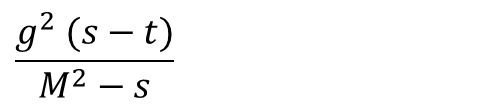 g² (s − t)
M² − s